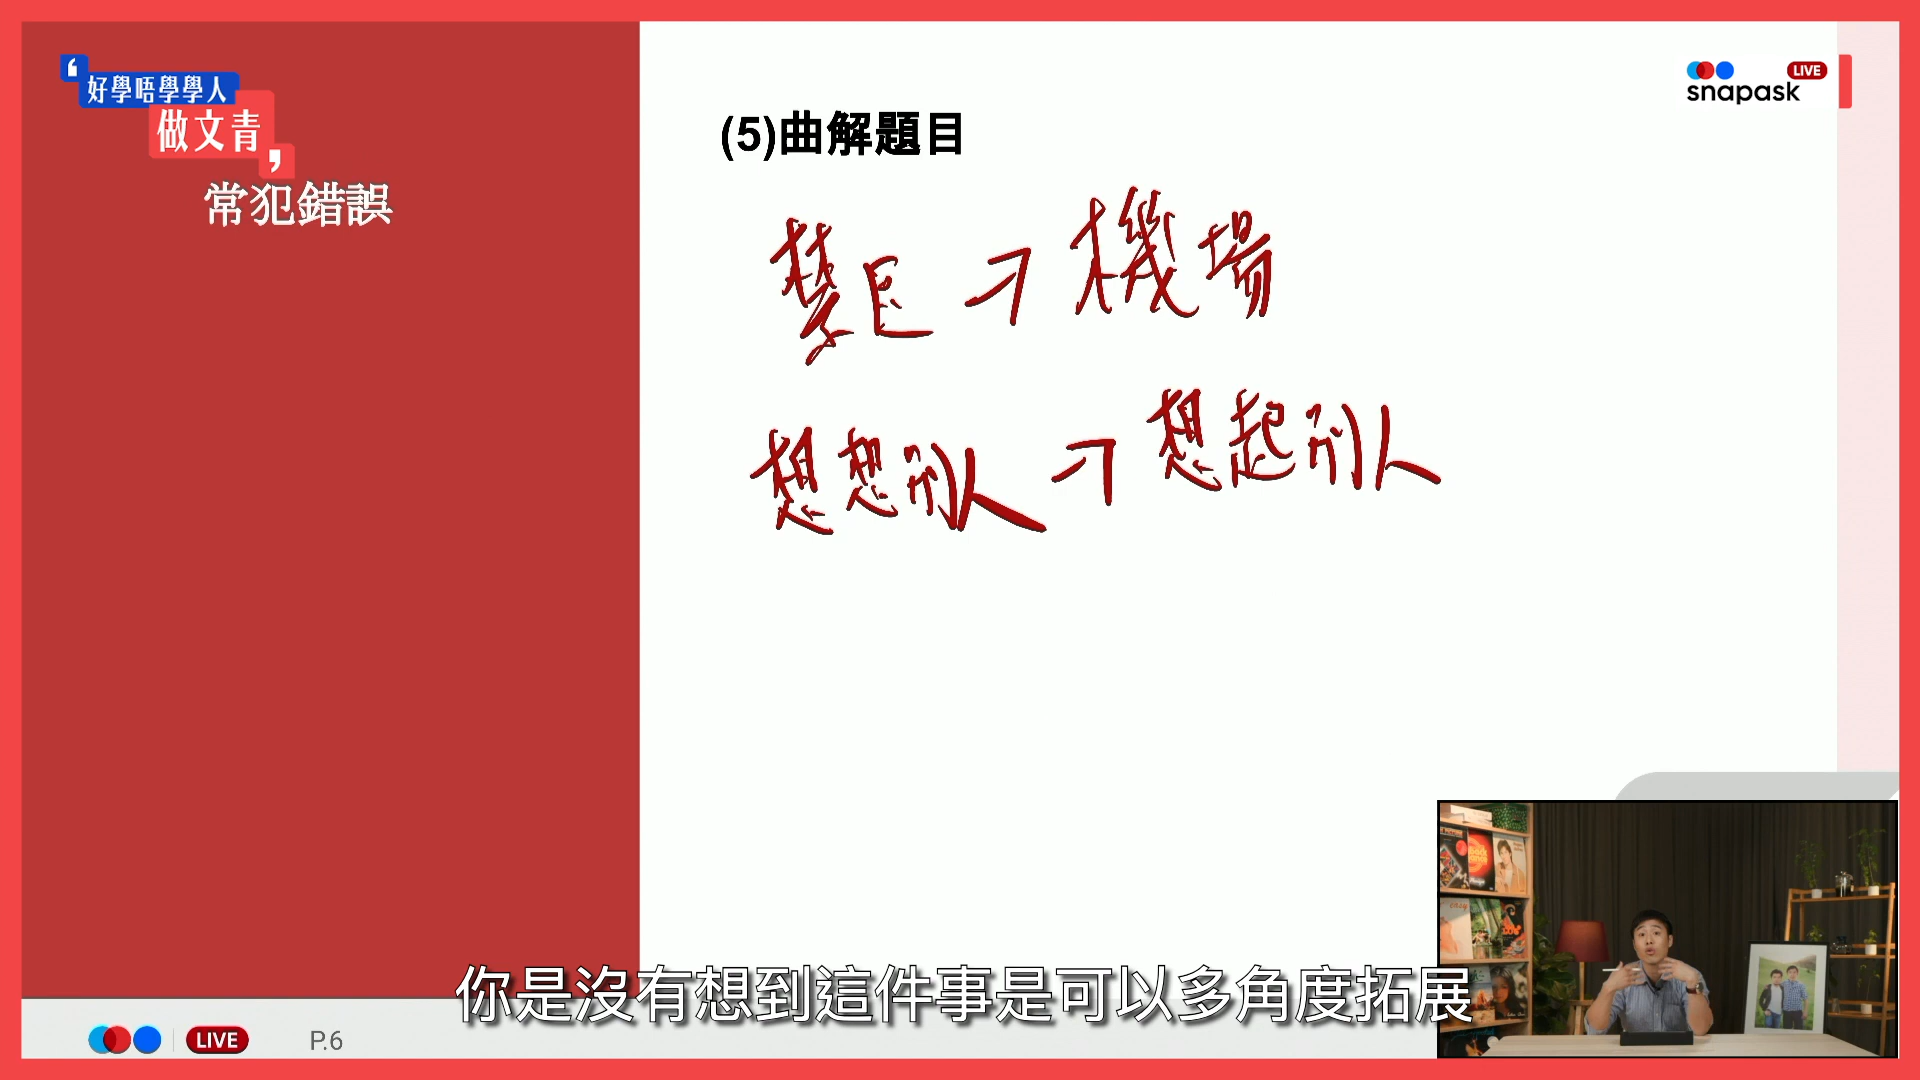 好學唔學學人
做文青
常犯錯誤
snapask LIVE
(5)曲解題目
禁區→機場
想想別人→想起別人
你是沒有想到這件事是可以多角度拓展
LIVE
P.6